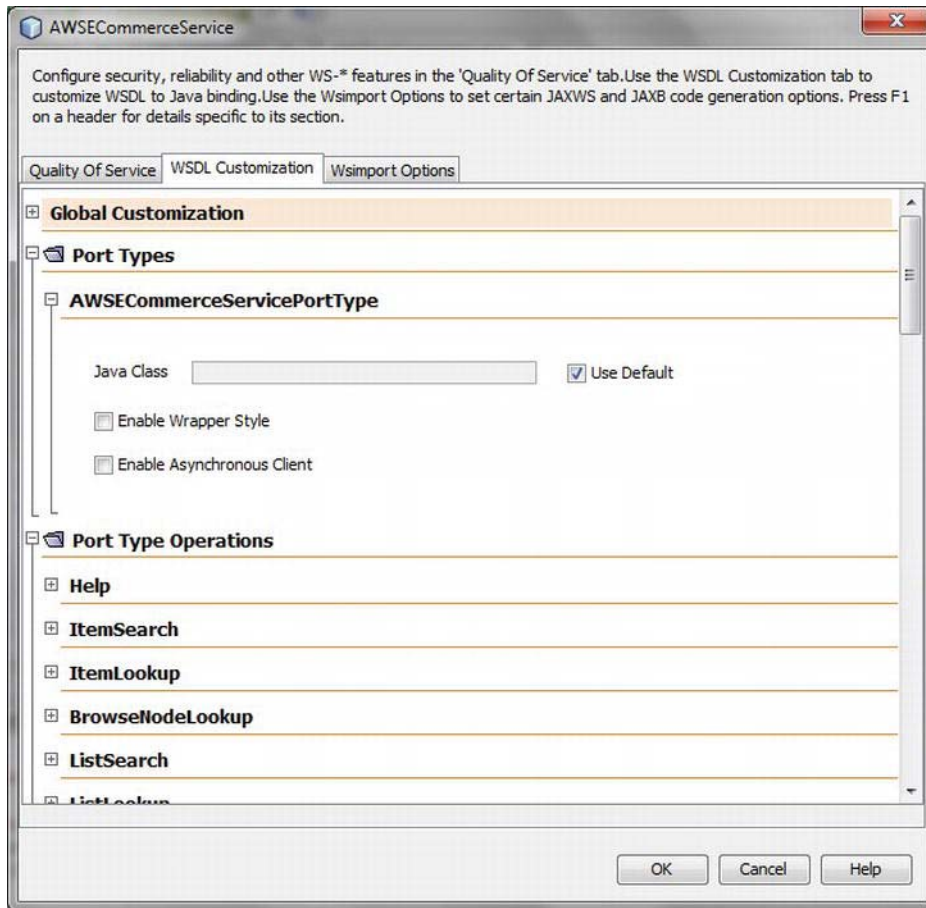 AWSECommerceService
Configure security, reliability and other WS-* features in the 'Quality Of Service' tab.Use the WSDL Customization tab to
customize WSDL to Java binding.Use the Wsimport Options to set certain JAXWS and JAXB code generation options. Press F1
on a header for details specific to its section.
Quality Of Service WSDL Customization Wsimport Options
Global Customization
Port Types
AWSECommerceServicePortType
Java Class Use Default
Enable Wrapper Style
Enable Asynchronous Client
Port Type Operations
Help
ItemSearch
ItemLookup
BrowseNodeLookup
ListSearch
ListLookup
OK Cancel Help